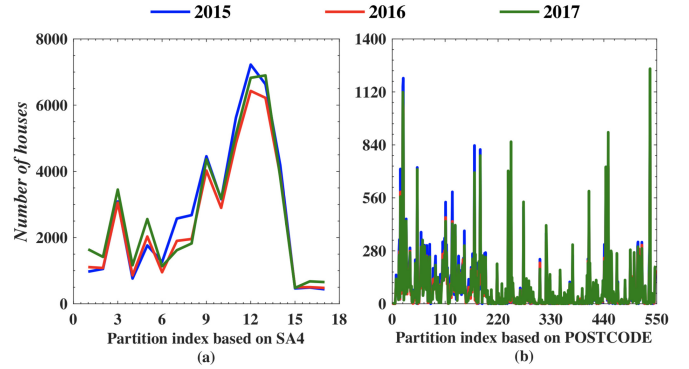 2015 2016 2017
Number of houses
8000
6000
4000
2000
0
0 3 6 9 12 15 18
Partition index based on SA4
(a)
1400
1120
840
560
280
0
0 110 220 330 440 550
Partition index based on POSTCODE
(b)